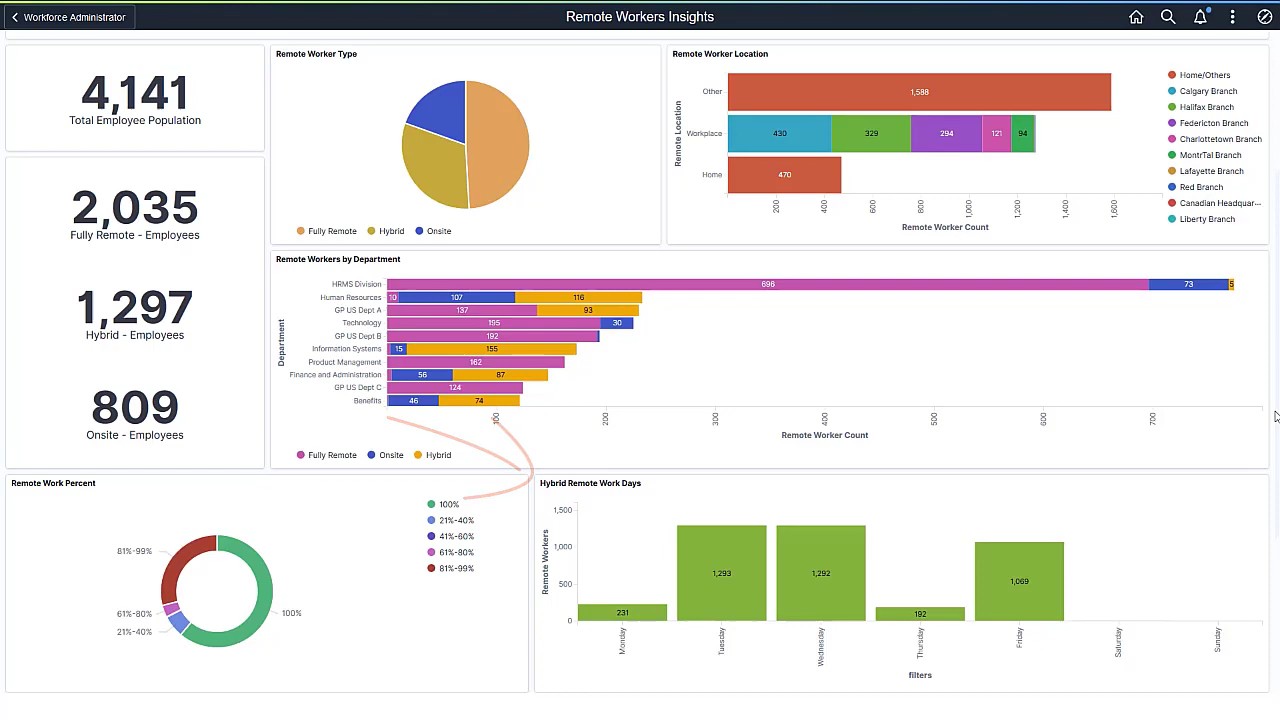 Workforce Administrator
Remote Workers Insights
4,141
Total Employee Population
2,035
Fully Remote - Employees
1,297
Hybrid - Employees
809
Onsite - Employees
Remote Worker Type
Fully Remote
Hybrid
Onsite
Remote Worker Location
Remote Location
Other
1,588
Workplace
430
329
294
121
94
Home
470
200
400
600
800
1,000
1,200
1,400
1,600
Remote Worker Count
Home/Others
Calgary Branch
Halifax Branch
Federicton Branch
Charlottetown Branch
MontrTal Branch
Lafayette Branch
Red Branch
Canadian Headquar...
Liberty Branch
Remote Workers by Department
Department
HRMS Division 696 73 5
Human Resources 10 107 116
GP US Dept A 137 93
Technology 195 30
GP US Dept B 192
Information Systems 15 155
Product Management 162
Finance and Administration 56 87
GP US Dept C 124
Benefits 46 74
100 200 300 400 500 600 700
Remote Worker Count
Fully Remote
Onsite
Hybrid
Remote Work Percent
81%-99%
61%-80%
21%-40%
100%
100%
21%-40%
41%-60%
61%-80%
81%-99%
Hybrid Remote Work Days
Remote Workers
1,500
1,000
500
0
231
1,293
1,292
192
1,069
Monday
Tuesday
Wednesday
Thursday
Friday
Saturday
Sunday
filters